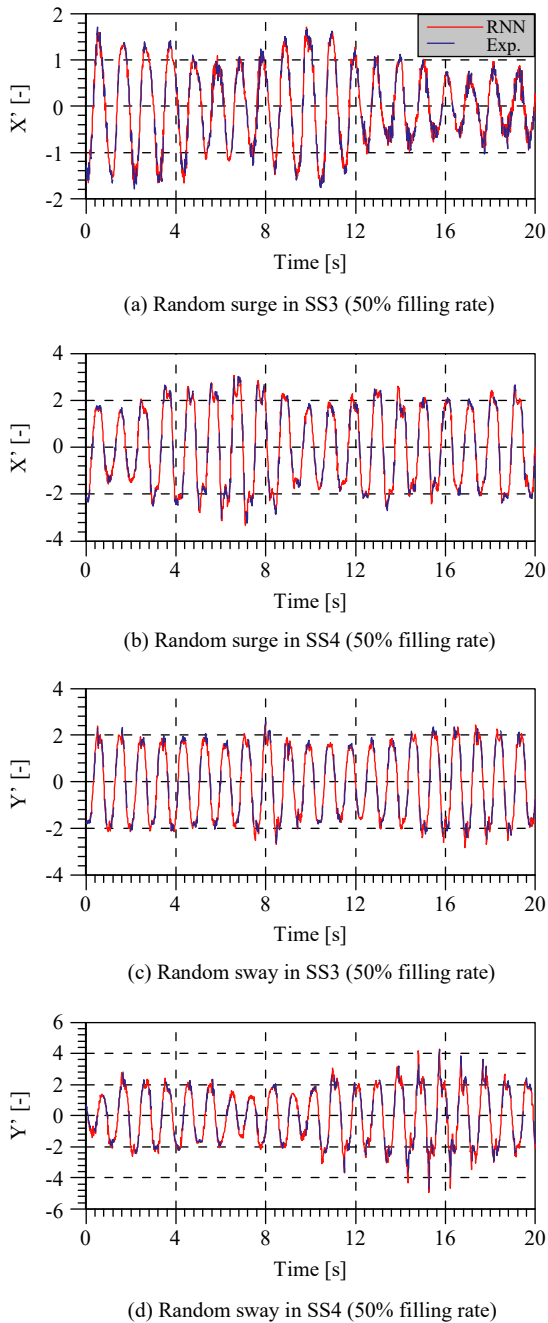 RNN
Exp.
2
1
0
-1
-2
X' [-]
0 4 8 12 16 20
Time [s]
(a) Random surge in SS3 (50% filling rate)
4
2
0
-2
-4
X' [-]
0 4 8 12 16 20
Time [s]
(b) Random surge in SS4 (50% filling rate)
4
2
0
-2
-4
Y' [-]
0 4 8 12 16 20
Time [s]
(c) Random sway in SS3 (50% filling rate)
6
4
2
0
-2
-4
-6
Y' [-]
0 4 8 12 16 20
Time [s]
(d) Random sway in SS4 (50% filling rate)